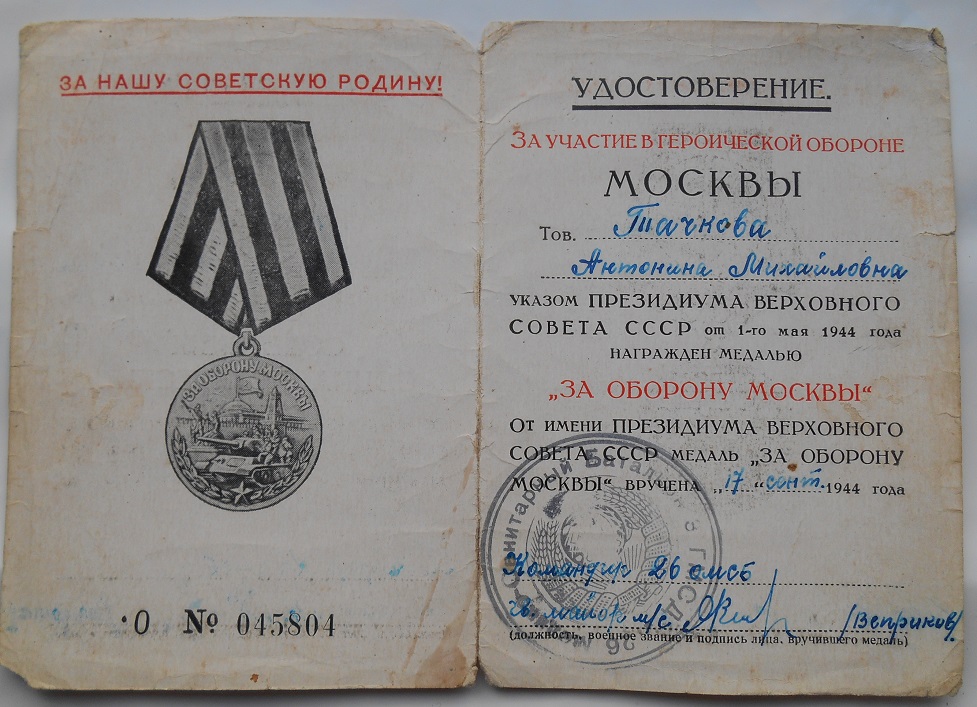 ЗА НАШУ СОВЕТСКУЮ РОДИНУ!
ЗА ОБОРОНУ МОСКВЫ
·О № 045804
УДОСТОВЕРЕНИЕ.
ЗА УЧАСТИЕ В ГЕРОИЧЕСКОЙ ОБОРОНЕ
МОСКВЫ
Тов. Тачкова
Антонина Михайловна
УКАЗОМ ПРЕЗИДИУМА ВЕРХОВНОГО
СОВЕТА СССР от 1-го мая 1944 года
НАГРАЖДЕН МЕДАЛЬЮ
„ЗА ОБОРОНУ МОСКВЫ“
От имени ПРЕЗИДИУМА ВЕРХОВНОГО
СОВЕТА СССР МЕДАЛЬ „ЗА ОБОРОНУ
МОСКВЫ“ ВРУЧЕНА „17“ сент. 1944 года
Командир 26 омсб
гв. майор м/с. /Веприков/
(должность, военное звание и подпись лица, вручившего медаль)